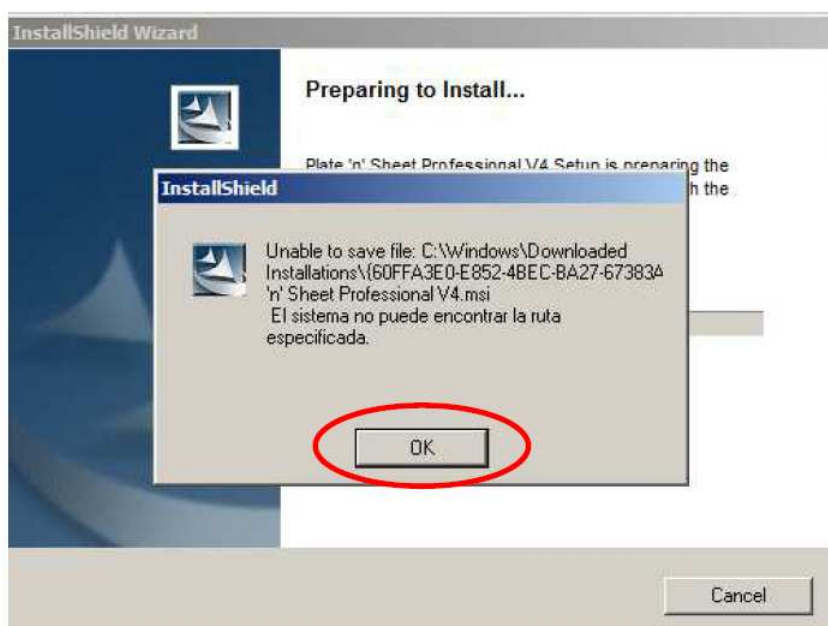 InstallShield Wizard
Preparing to Install...
Plate 'n' Sheet Professional V4 Setup is preparing the
h the
InstallShield
Unable to save file: C:\Windows\Downloaded
Installations\{60FFA3E0-E852-4BEC-BA27-67383A
'n' Sheet Professional V4.msi
El sistema no puede encontrar la ruta
especificada.
OK
Cancel